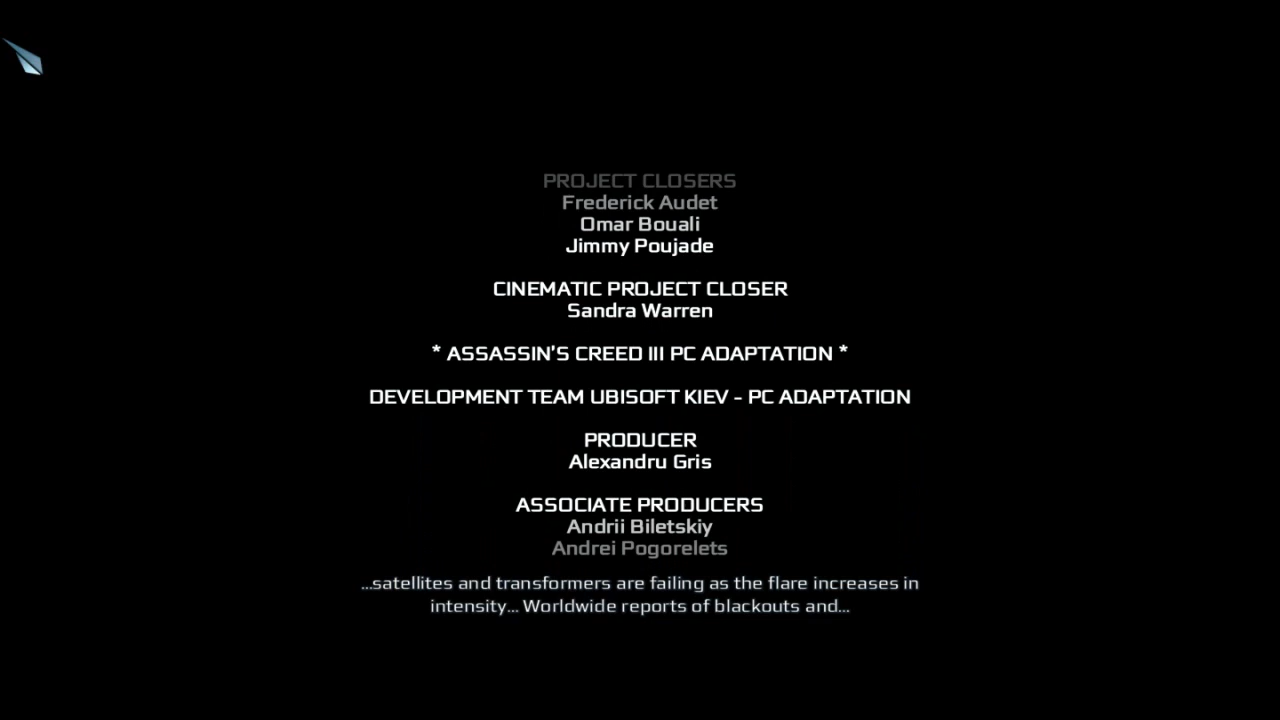 PROJECT CLOSERS
Frederick Audet
Omar Bouali
Jimmy Poujade
CINEMATIC PROJECT CLOSER
Sandra Warren
* ASSASSIN'S CREED III PC ADAPTATION *
DEVELOPMENT TEAM UBISOFT KIEV - PC ADAPTATION
PRODUCER
Alexandru Gris
ASSOCIATE PRODUCERS
Andrii Biletskiy
Andrei Pogorelets
...satellites and transformers are failing as the flare increases in
intensity... Worldwide reports of blackouts and...